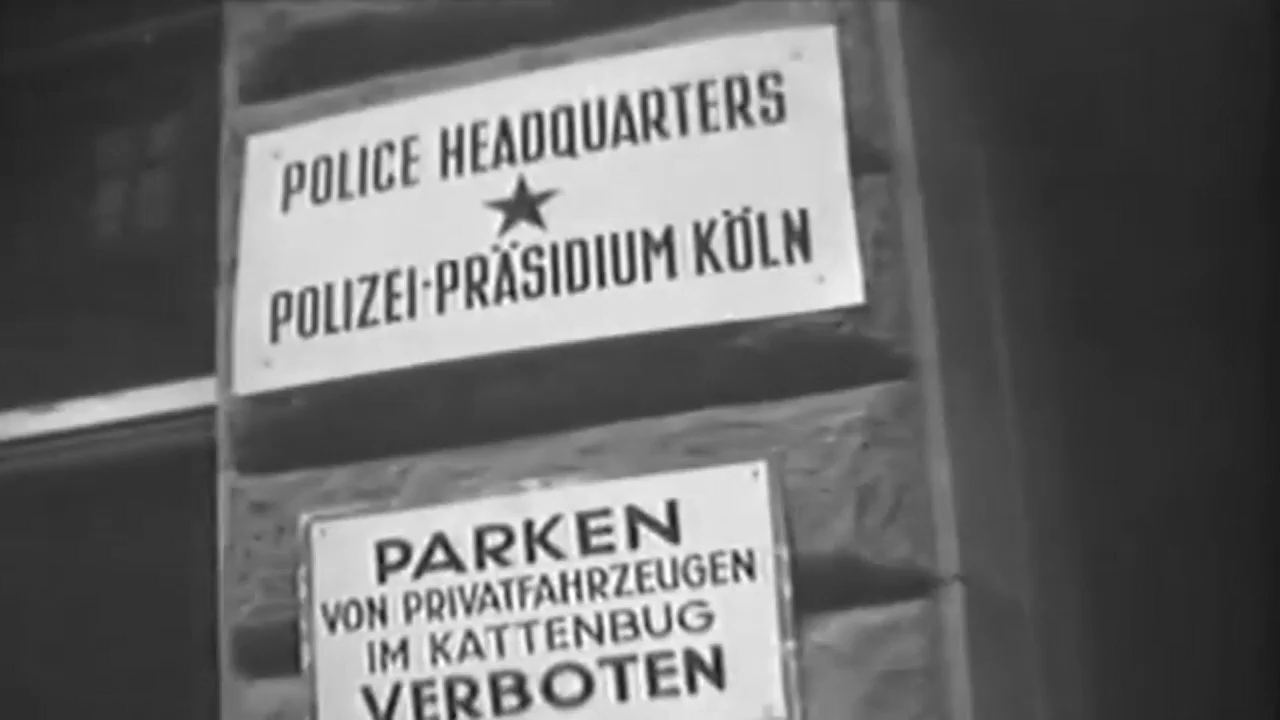 POLICE HEADQUARTERS
POLIZEI-PRÄSIDIUM KÖLN
PARKEN
VON PRIVATFAHRZEUGEN
IM KATTENBUG
VERBOTEN